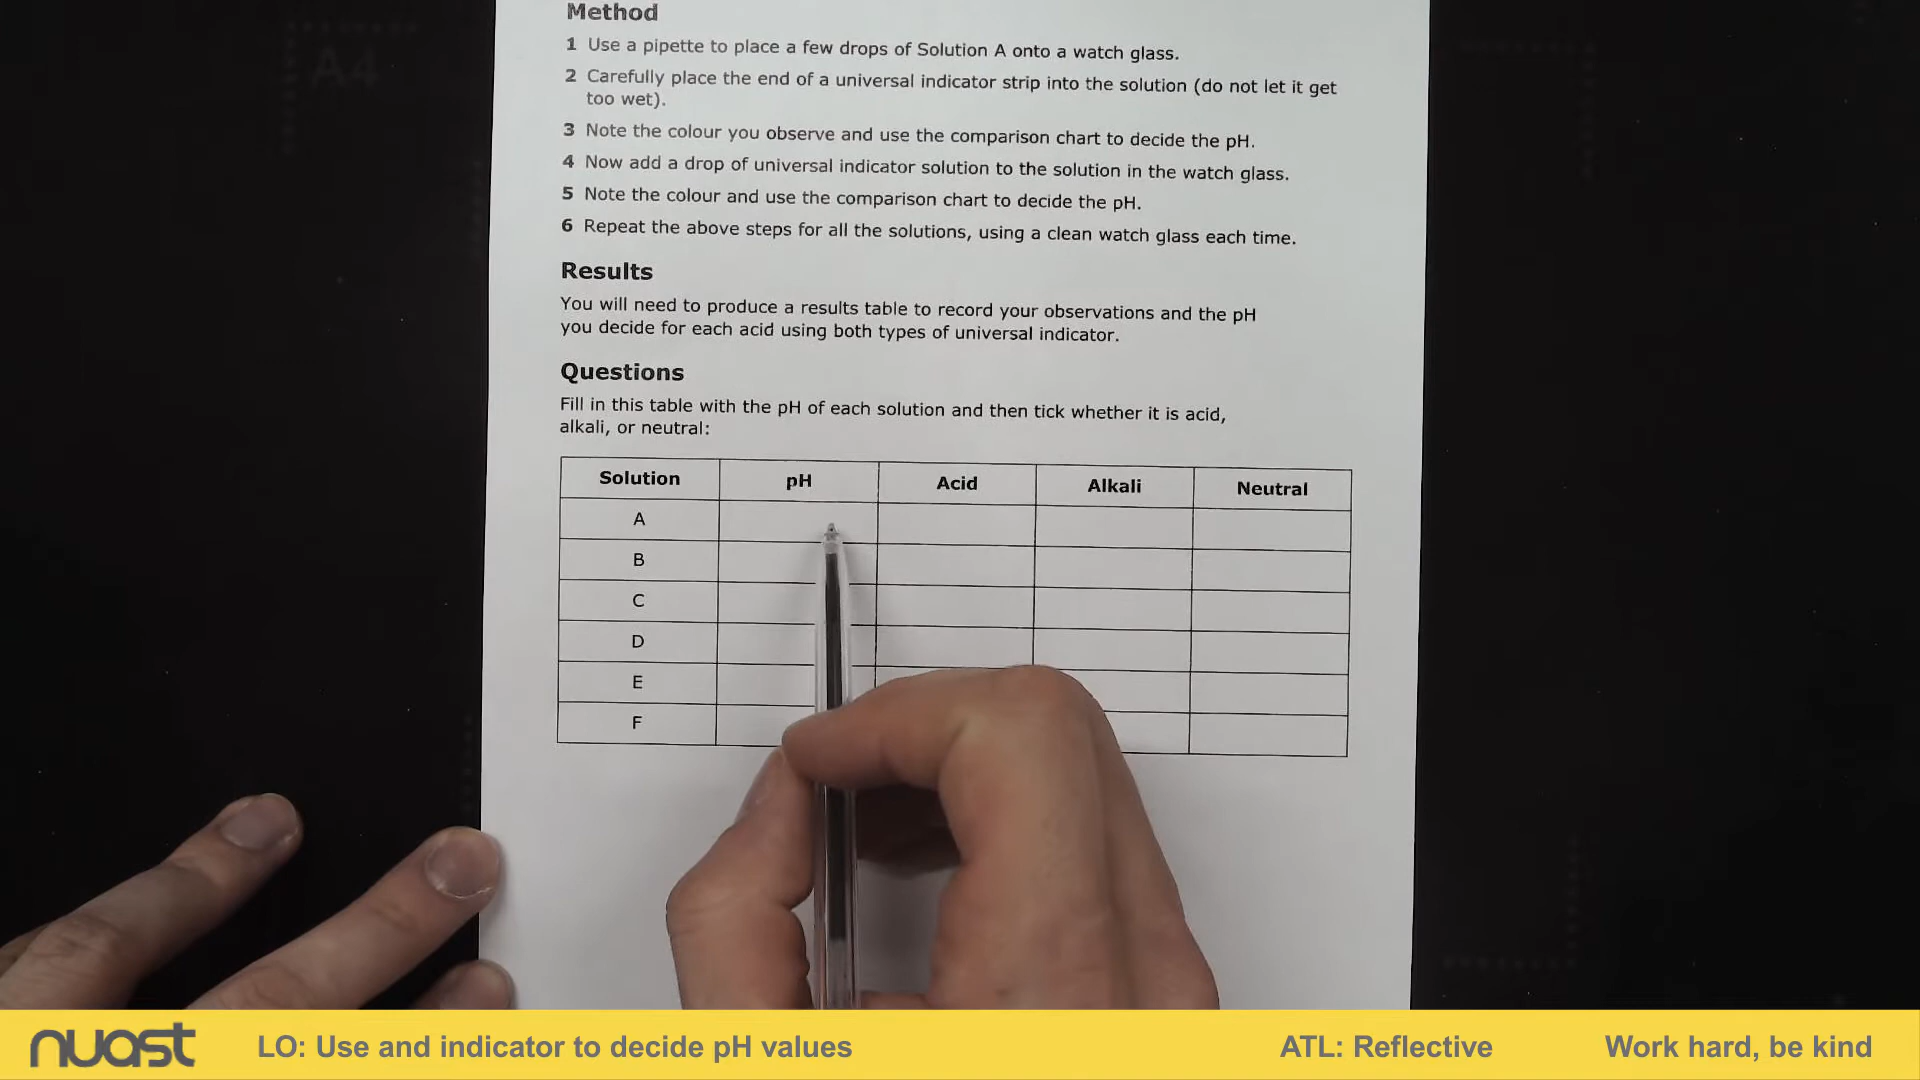 A4
Method
1 Use a pipette to place a few drops of Solution A onto a watch glass.
2 Carefully place the end of a universal indicator strip into the solution (do not let it get
too wet).
3 Note the colour you observe and use the comparison chart to decide the pH.
4 Now add a drop of universal indicator solution to the solution in the watch glass.
5 Note the colour and use the comparison chart to decide the pH.
6 Repeat the above steps for all the solutions, using a clean watch glass each time.
Results
You will need to produce a results table to record your observations and the pH
you decide for each acid using both types of universal indicator.
Questions
Fill in this table with the pH of each solution and then tick whether it is acid,
alkali, or neutral:
Solution pH Acid Alkali Neutral
A
B
C
D
E
F
nuast LO: Use and indicator to decide pH values ATL: Reflective Work hard, be kind